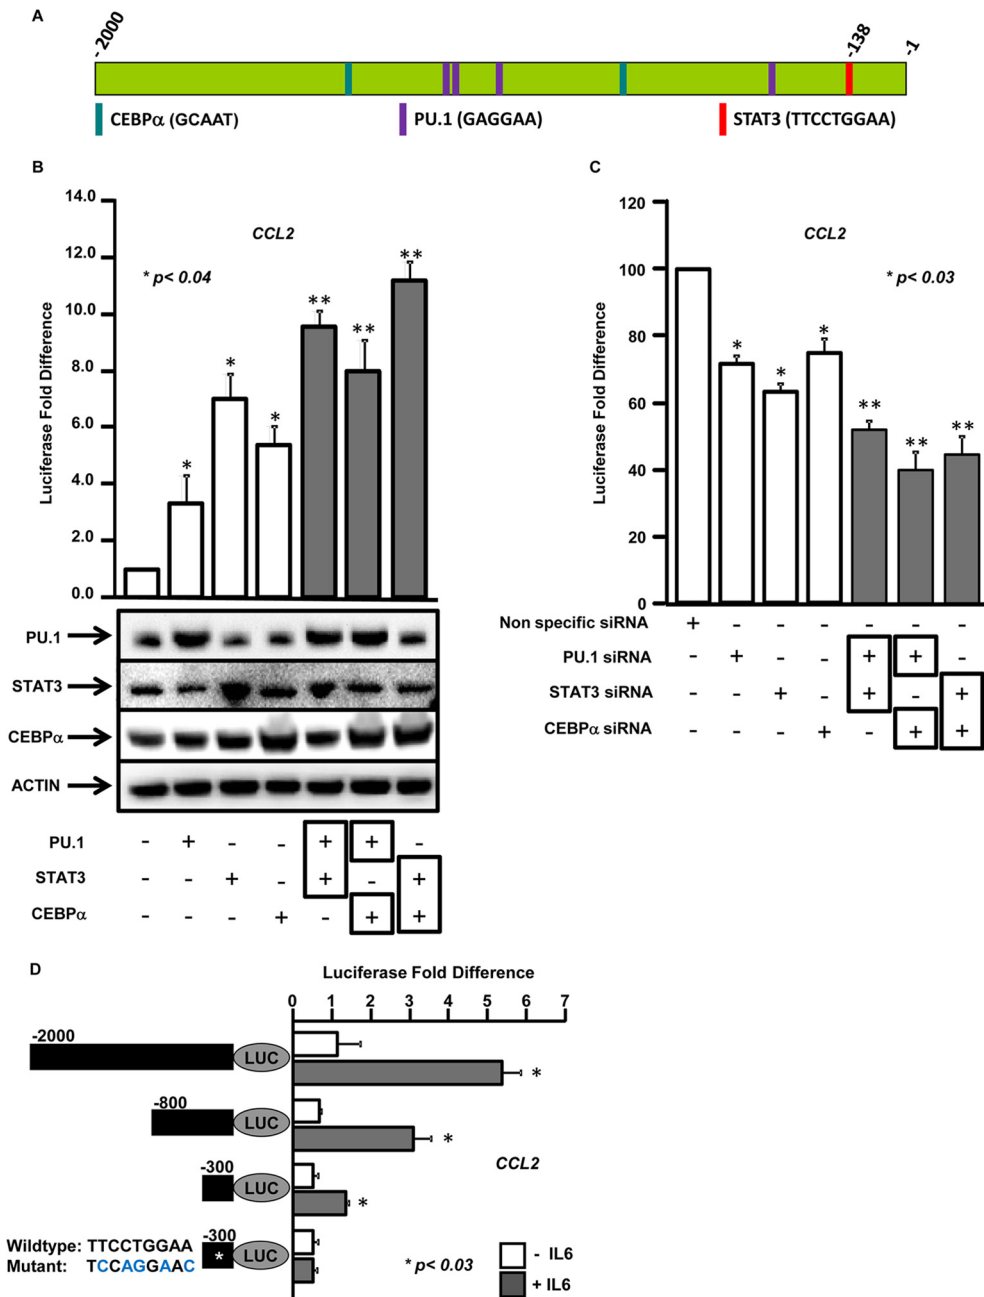 A
-2000
-138
-1
CEBPα (GCAAT)
PU.1 (GAGGAA)
STAT3 (TTCCTGGAA)
B
14.0
12.0
10.0
8.0
6.0
4.0
2.0
0.0
Luciferase Fold Difference
CCL2
* p< 0.04
*
*
*
**
**
**
PU.1
STAT3
CEBPα
ACTIN
PU.1 - + - - + + -
STAT3 - - + - + - +
CEBPα - - - + - + +
C
120
100
80
60
40
20
0
Luciferase Fold Difference
CCL2
* p< 0.03
*
*
*
**
**
**
Non specific siRNA + - - - - - -
PU.1 siRNA - + - - + + -
STAT3 siRNA - - + - + - +
CEBPα siRNA - - - + - + +
D
Luciferase Fold Difference
0 1 2 3 4 5 6 7
-2000
LUC
*
-800
LUC
*
CCL2
-300
LUC
*
-300
Wildtype: TTCCTGGAA
Mutant: TCCAGGAAC
*
LUC
* p< 0.03
- IL6
+ IL6